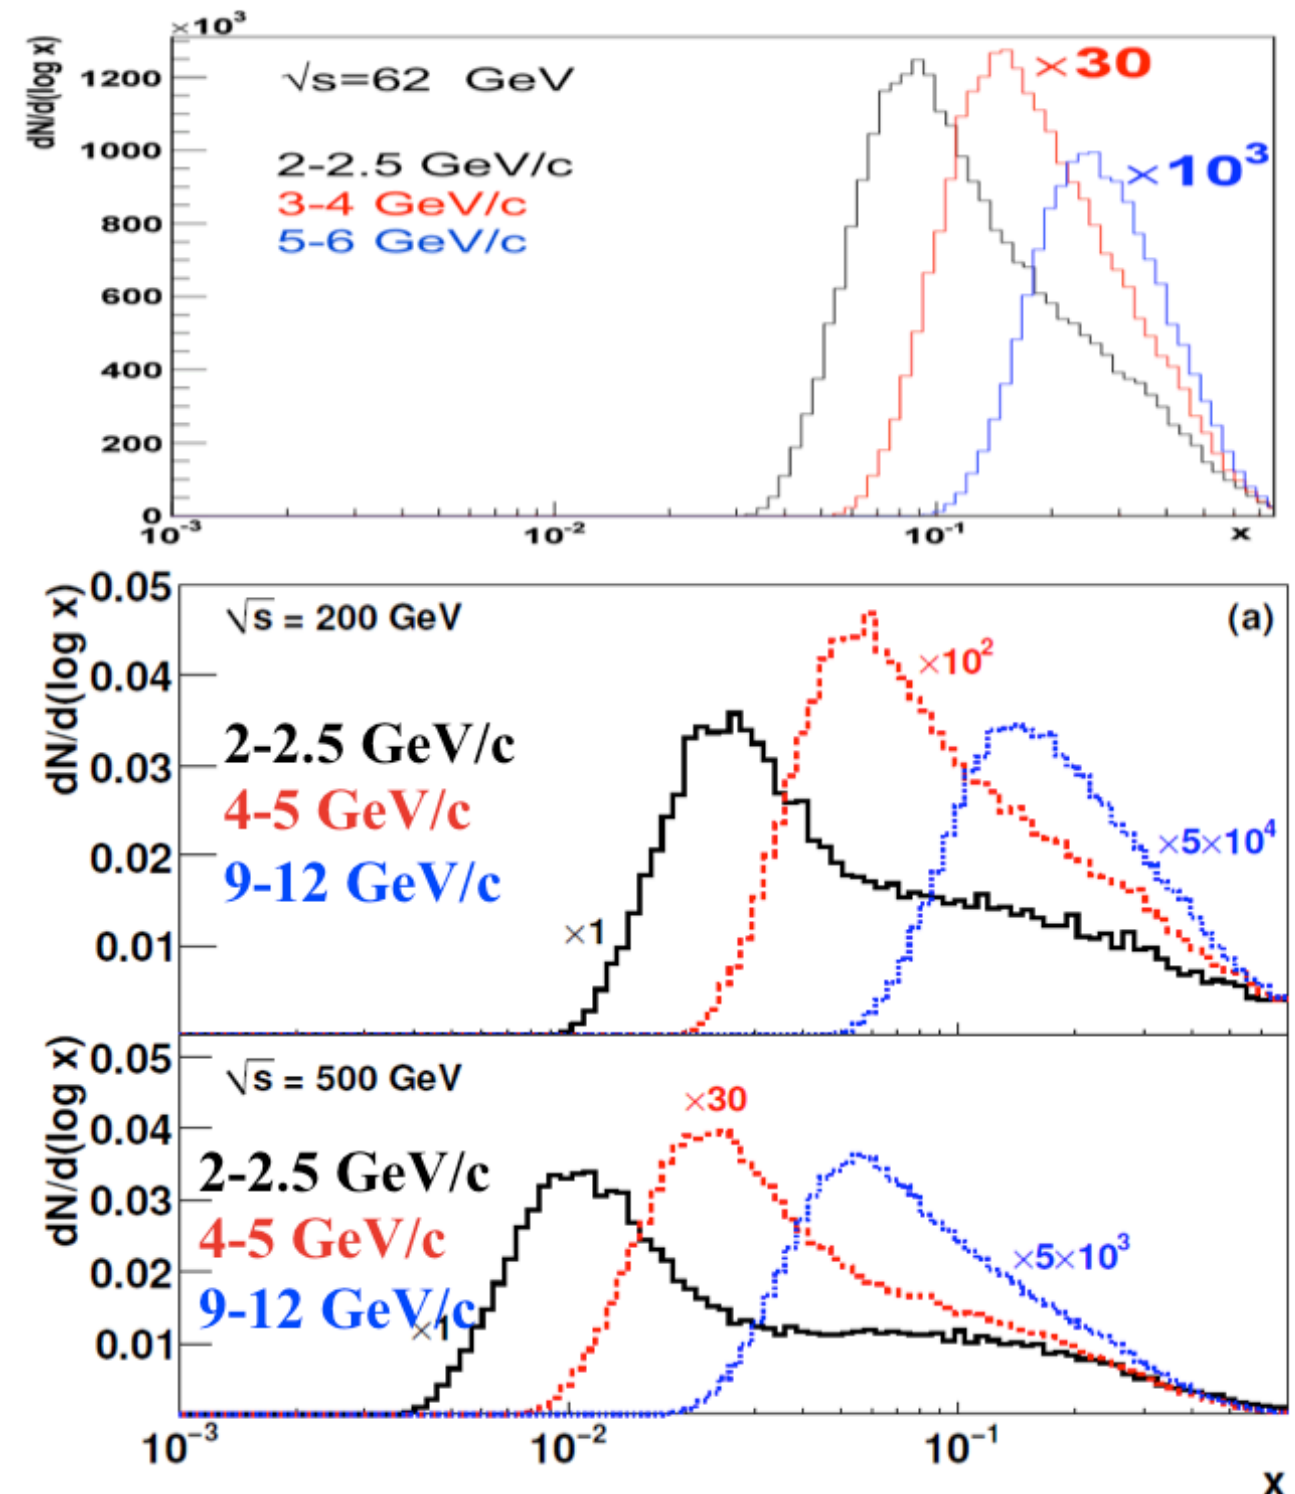 ×10³
dN/d(log x)
1200
1000
800
600
400
200
0
√s=62 GeV
2-2.5 GeV/c
3-4 GeV/c
5-6 GeV/c
×30
×10³
10⁻³
10⁻²
10⁻¹
x
dN/d(log x)
0.05
0.04
0.03
0.02
0.01
√s = 200 GeV
(a)
2-2.5 GeV/c
4-5 GeV/c
9-12 GeV/c
×1
×10²
×5×10⁴
dN/d(log x)
0.05
0.04
0.03
0.02
0.01
√s = 500 GeV
2-2.5 GeV/c
4-5 GeV/c
9-12 GeV/c
×1
×30
×5×10³
10⁻³
10⁻²
10⁻¹
x